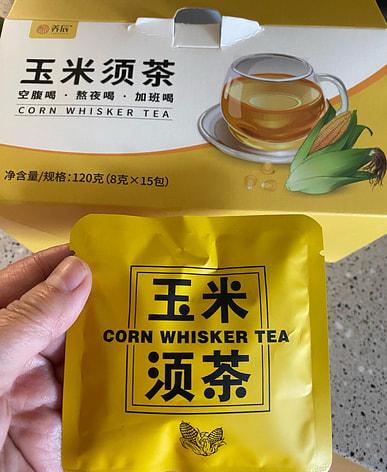 养辰
玉米须茶
空腹喝·熬夜喝·加班喝
CORN WHISKER TEA
净含量/规格:120克(8克×15包)
玉米
CORN WHISKER TEA
须茶